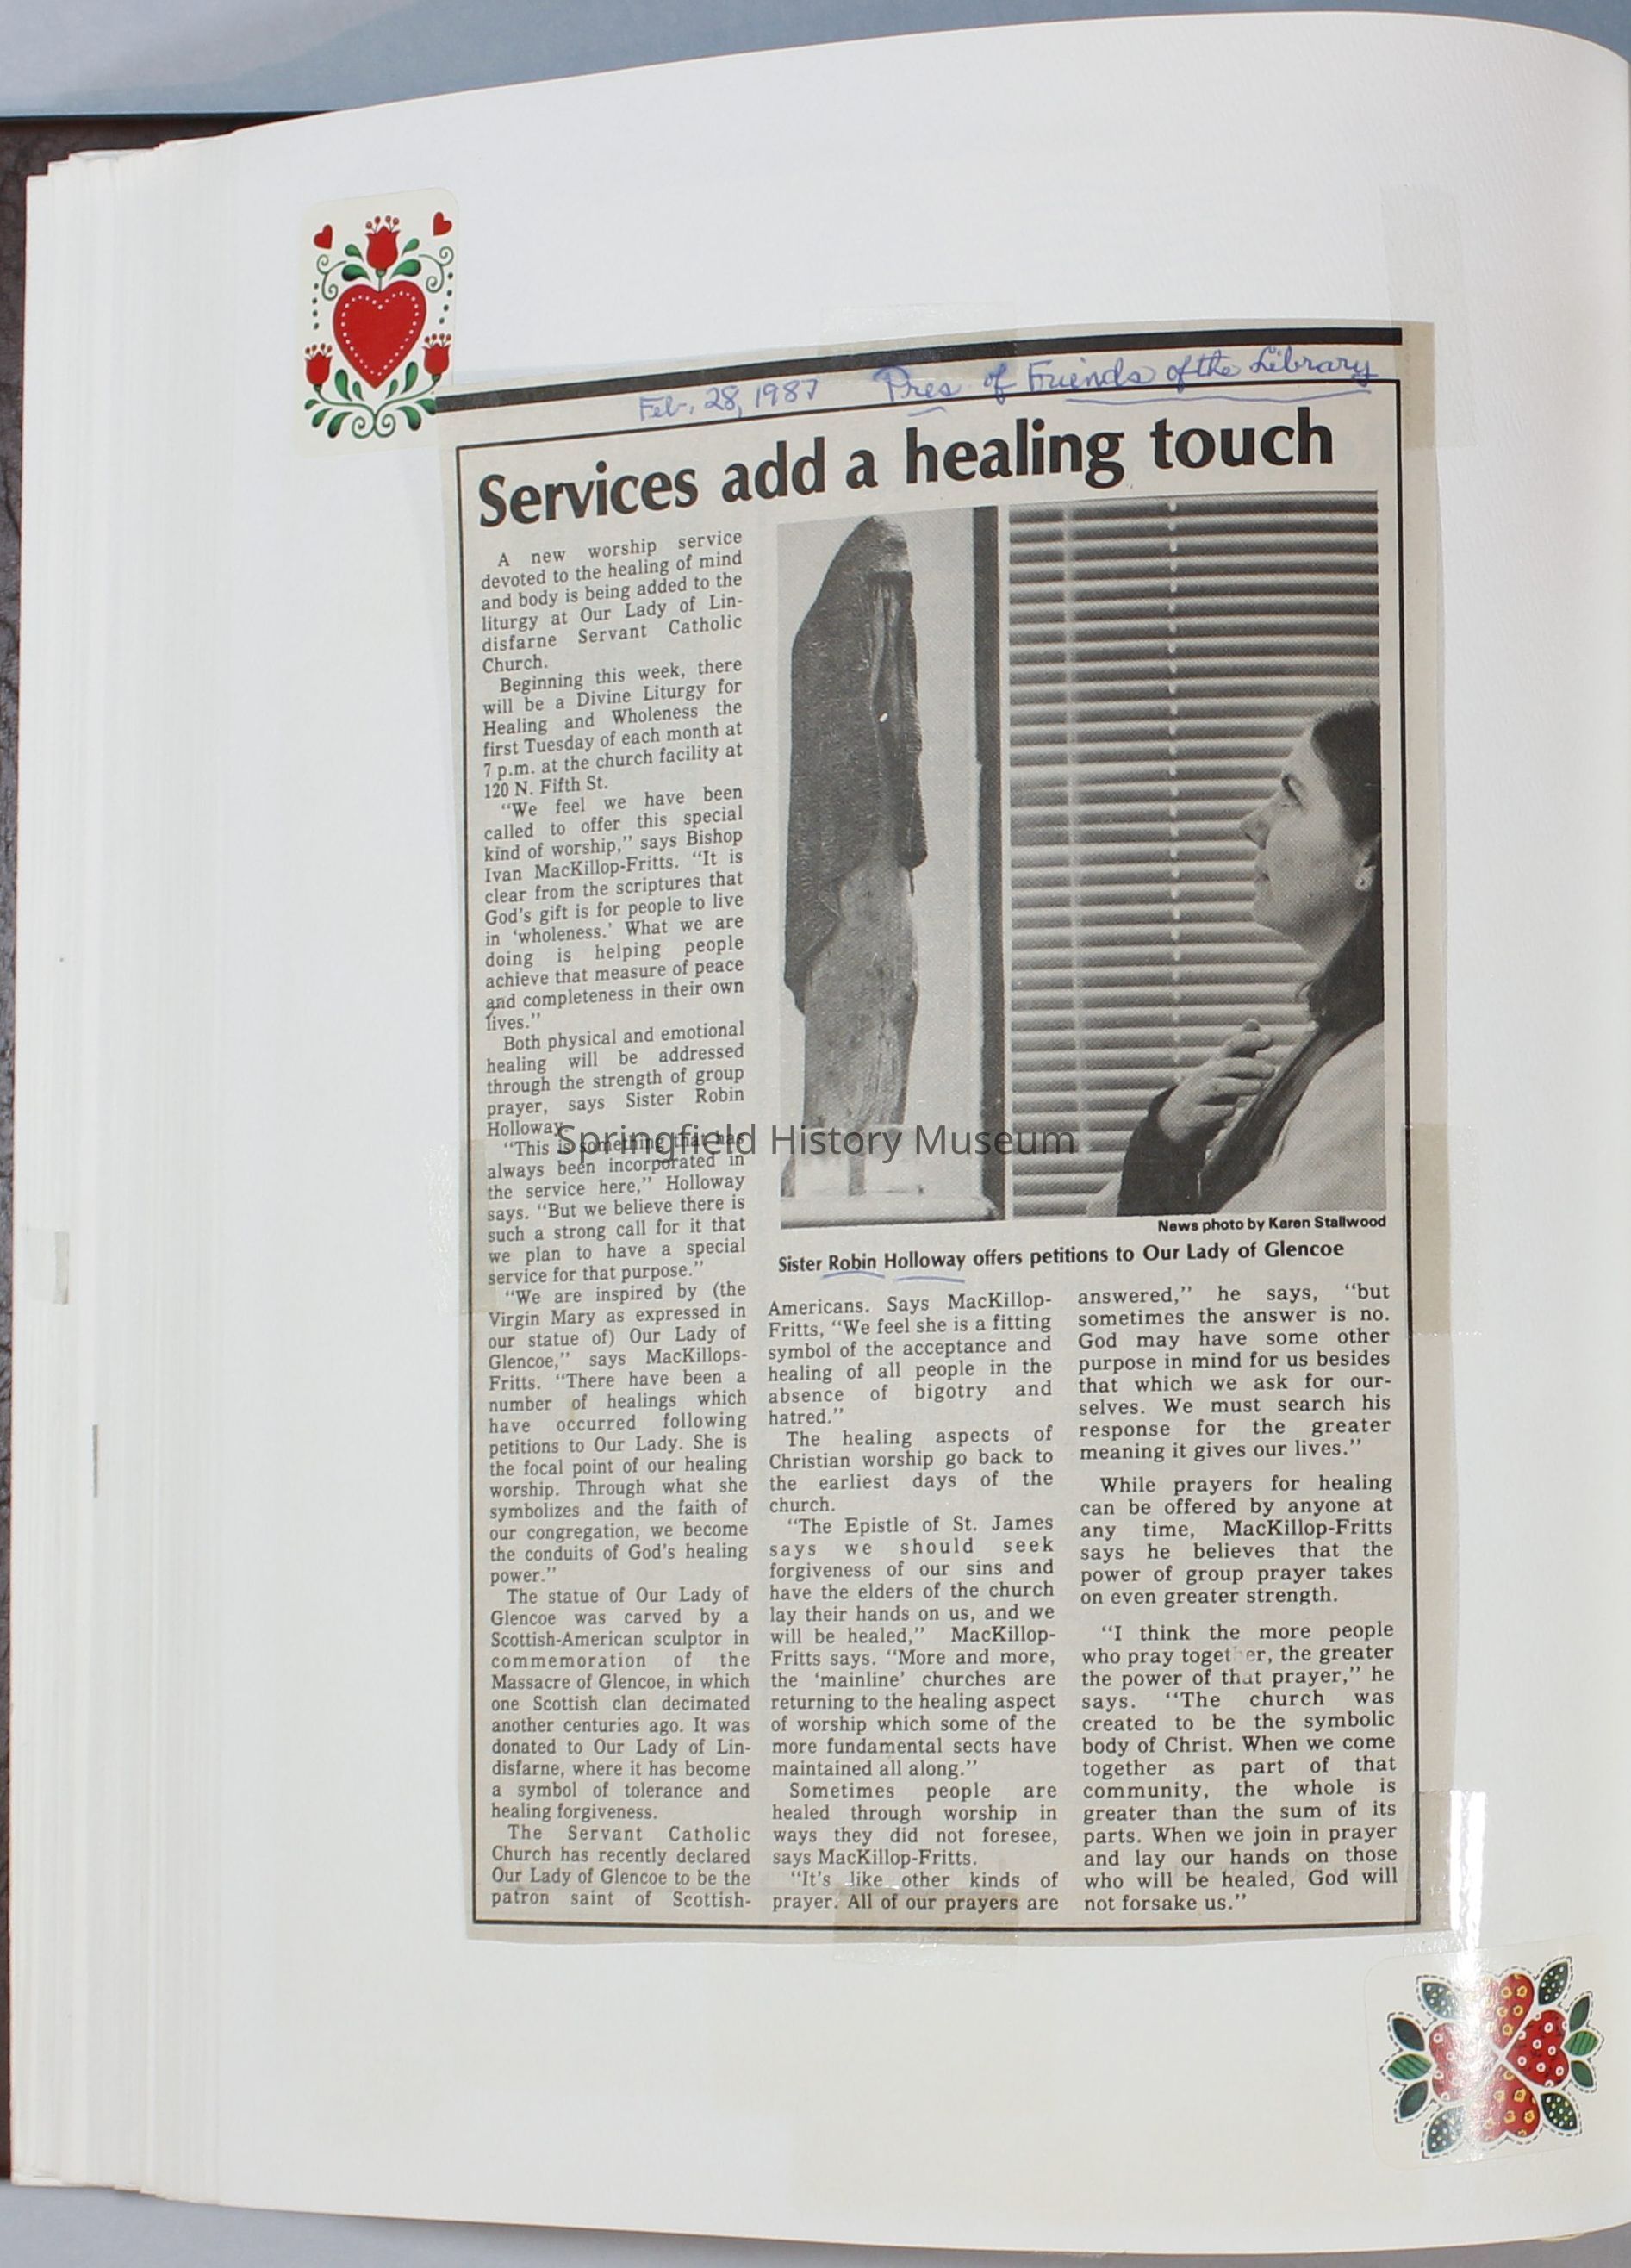 Feb. 28, 1987 Pres of Friends of the Library
Services add a healing touch
A new worship service
devoted to the healing of mind
and body is being added to the
liturgy at Our Lady of Lin-
disfarne Servant Catholic
Church.
Beginning this week, there
will be a Divine Liturgy for
Healing and Wholeness the
first Tuesday of each month at
7 p.m. at the church facility at
120 N. Fifth St.
"We feel we have been
called to offer this special
kind of worship," says Bishop
Ivan MacKillop-Fritts. "It is
clear from the scriptures that
God's gift is for people to live
in 'wholeness.' What we are
doing is helping people
achieve that measure of peace
and completeness in their own
lives."
Both physical and emotional
healing will be addressed
through the strength of group
prayer, says Sister Robin
Holloway.
"This is something that has
always been incorporated in
the service here," Holloway
says. "But we believe there is
such a strong call for it that
we plan to have a special
service for that purpose."
"We are inspired by (the
Virgin Mary as expressed in
our statue of) Our Lady of
Glencoe," says MacKillops-
Fritts. "There have been a
number of healings which
have occurred following
petitions to Our Lady. She is
the focal point of our healing
worship. Through what she
symbolizes and the faith of
our congregation, we become
the conduits of God's healing
power."
The statue of Our Lady of
Glencoe was carved by a
Scottish-American sculptor in
commemoration of the
Massacre of Glencoe, in which
one Scottish clan decimated
another centuries ago. It was
donated to Our Lady of Lin-
disfarne, where it has become
a symbol of tolerance and
healing forgiveness.
The Servant Catholic
Church has recently declared
Our Lady of Glencoe to be the
patron saint of Scottish-
News photo by Karen Stallwood
Sister Robin Holloway offers petitions to Our Lady of Glencoe
Americans. Says MacKillop-
Fritts, "We feel she is a fitting
symbol of the acceptance and
healing of all people in the
absence of bigotry and
hatred."
The healing aspects of
Christian worship go back to
the earliest days of the
church.
"The Epistle of St. James
says we should seek
forgiveness of our sins and
have the elders of the church
lay their hands on us, and we
will be healed," MacKillop-
Fritts says. "More and more,
the 'mainline' churches are
returning to the healing aspect
of worship which some of the
more fundamental sects have
maintained all along."
Sometimes people are
healed through worship in
ways they did not foresee,
says MacKillop-Fritts.
"It's like other kinds of
prayer. All of our prayers are
answered," he says, "but
sometimes the answer is no.
God may have some other
purpose in mind for us besides
that which we ask for our-
selves. We must search his
response for the greater
meaning it gives our lives."
While prayers for healing
can be offered by anyone at
any time, MacKillop-Fritts
says he believes that the
power of group prayer takes
on even greater strength.
"I think the more people
who pray together, the greater
the power of that prayer," he
says. "The church was
created to be the symbolic
body of Christ. When we come
together as part of that
community, the whole is
greater than the sum of its
parts. When we join in prayer
and lay our hands on those
who will be healed, God will
not forsake us."
Springfield History Museum